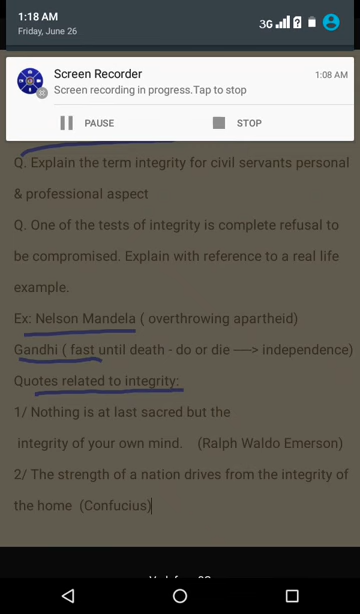 1:18 AM
Friday, June 26
3G
Screen Recorder
1:08 AM
Screen recording in progress.Tap to stop
PAUSE
STOP
Q. Explain the term integrity for civil servants personal
& professional aspect
Q. One of the tests of integrity is complete refusal to
be compromised. Explain with reference to a real life
example.
Ex: Nelson Mandela ( overthrowing apartheid)
Gandhi ( fast until death - do or die —-> independence)
Quotes related to integrity:
1/ Nothing is at last sacred but the
integrity of your own mind. (Ralph Waldo Emerson)
2/ The strength of a nation drives from the integrity of
the home (Confucius)